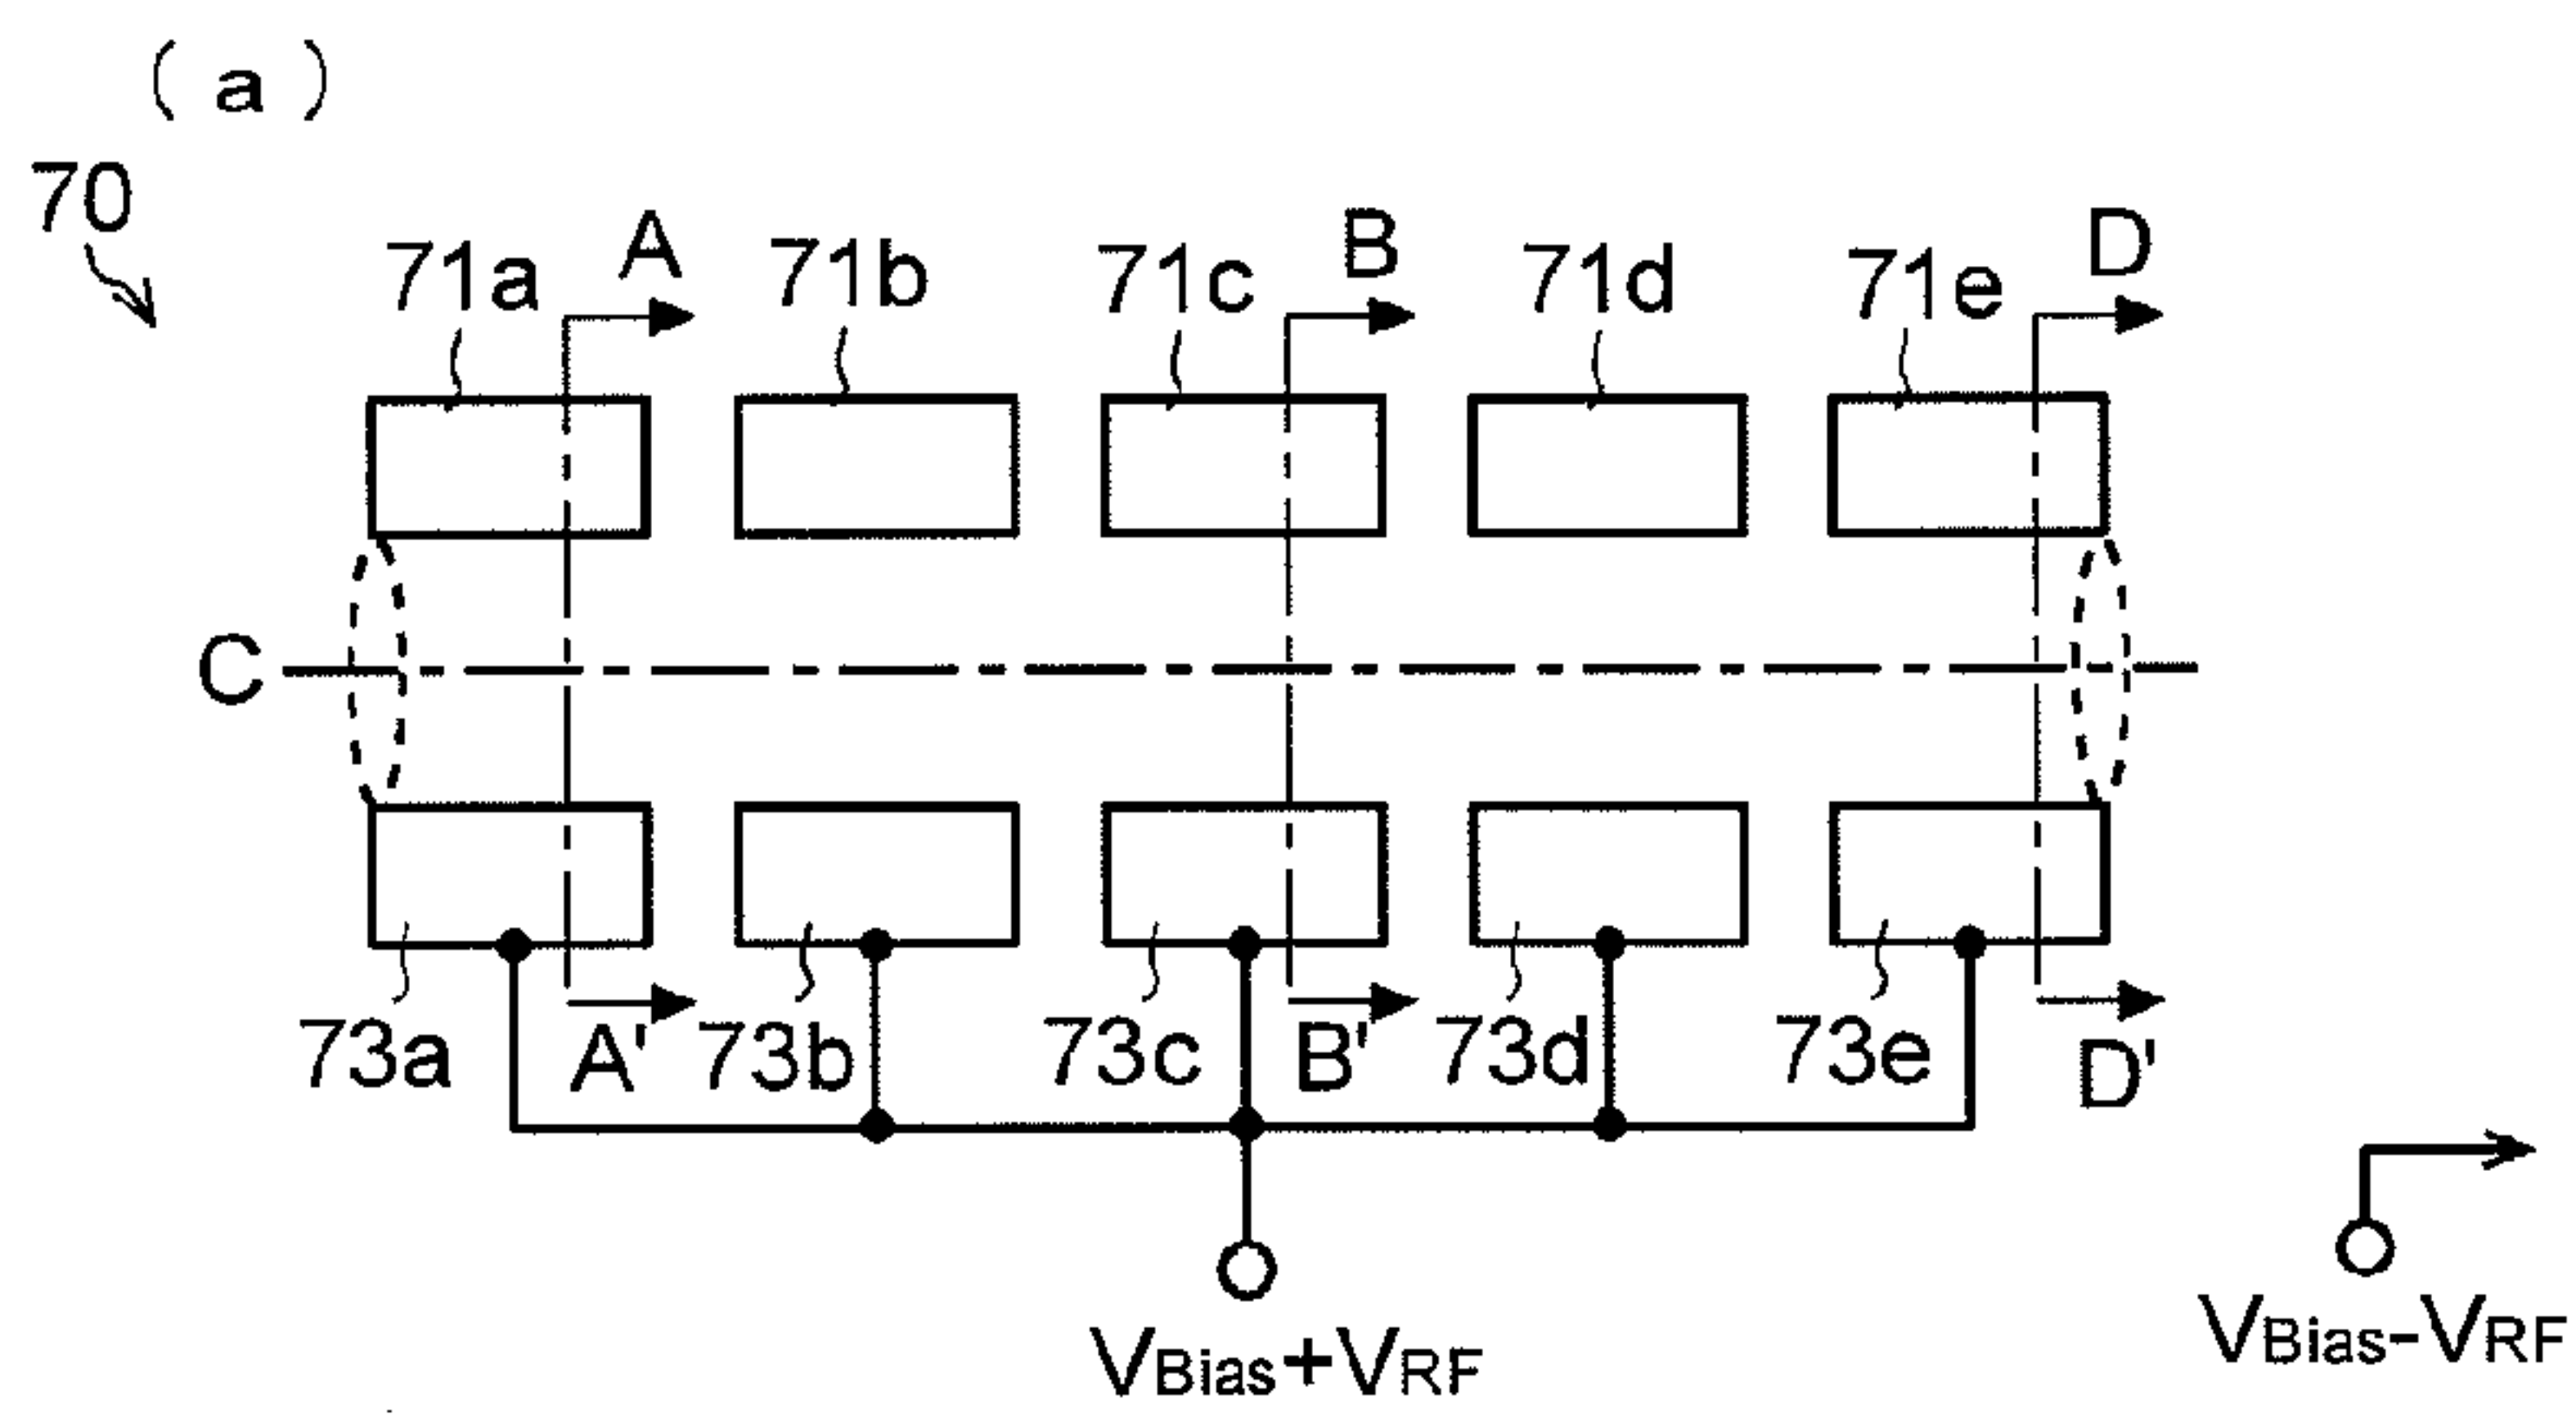 (a)
70
71a A 71b 71c B 71d 71e D
C
73a A' 73b 73c B' 73d 73e D'
VBias+VRF
VBias-VRF